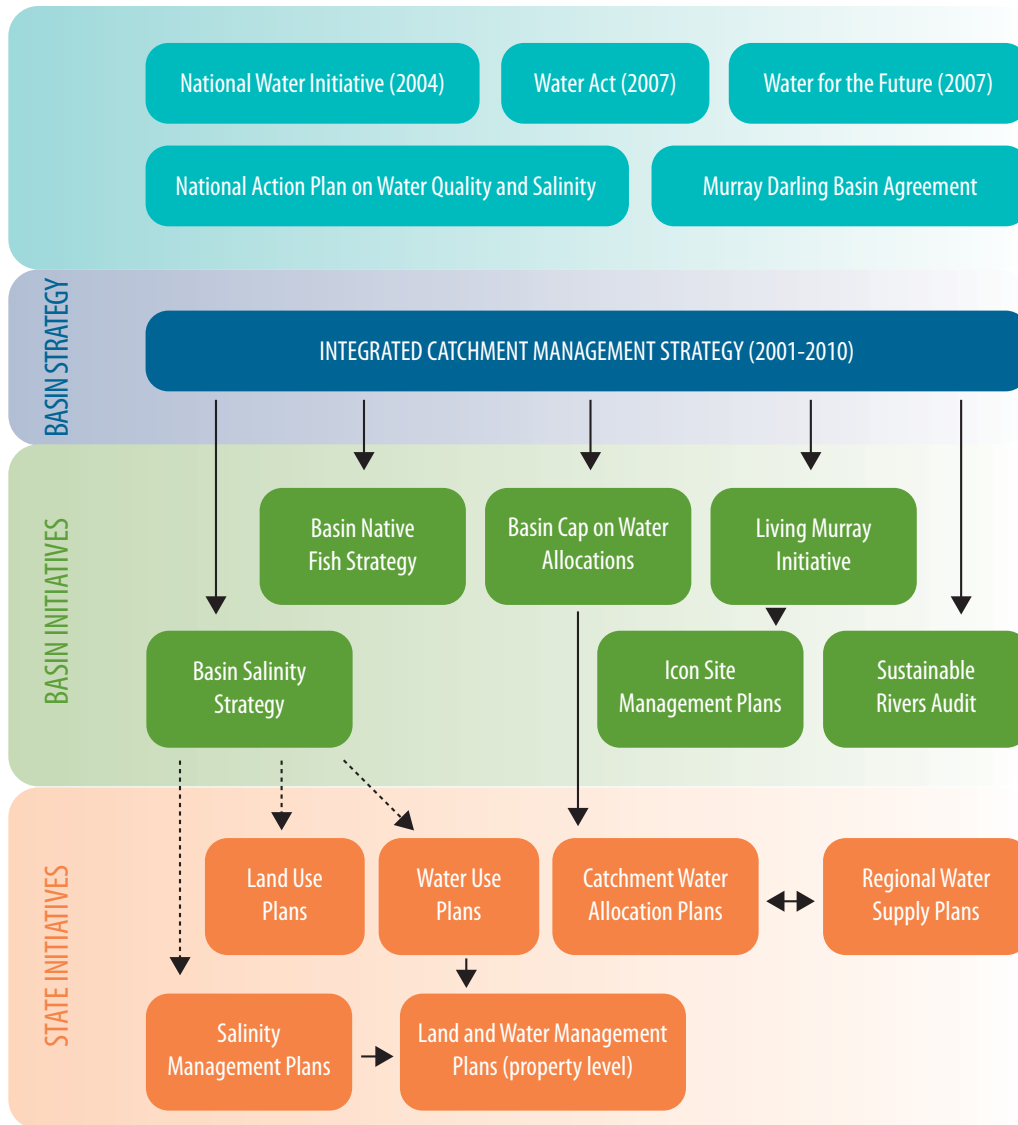 National Water Initiative (2004)
Water Act (2007)
Water for the Future (2007)
National Action Plan on Water Quality and Salinity
Murray Darling Basin Agreement
BASIN STRATEGY
INTEGRATED CATCHMENT MANAGEMENT STRATEGY (2001-2010)
BASIN INITIATIVES
Basin Native
Fish Strategy
Basin Cap on Water
Allocations
Living Murray
Initiative
Basin Salinity
Strategy
Icon Site
Management Plans
Sustainable
Rivers Audit
STATE INITIATIVES
Land Use
Plans
Water Use
Plans
Catchment Water
Allocation Plans
Regional Water
Supply Plans
Salinity
Management Plans
Land and Water Management
Plans (property level)